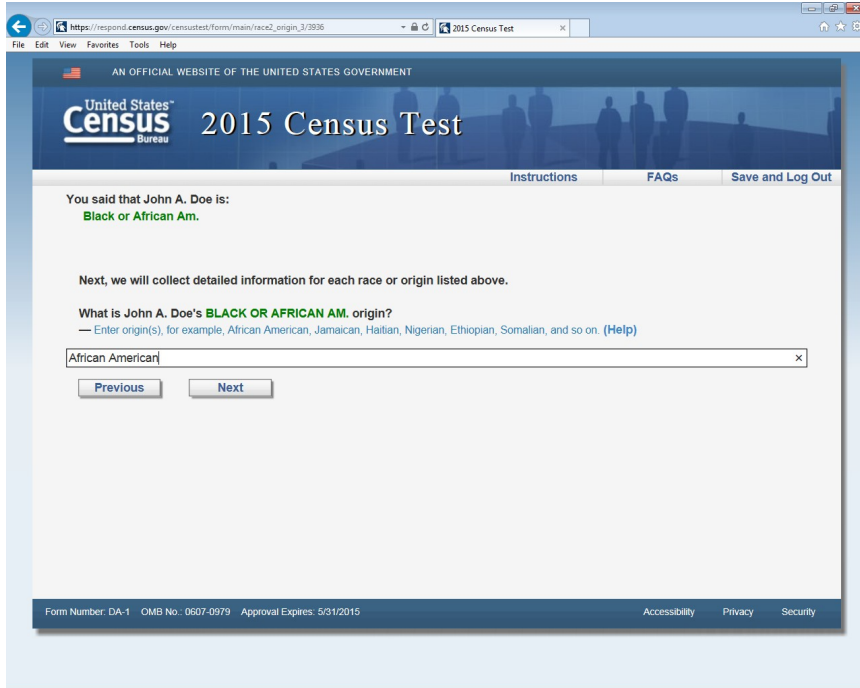 https://respond.census.gov/censustest/form/main/race2_origin_3/3936
2015 Census Test
File Edit View Favorites Tools Help
AN OFFICIAL WEBSITE OF THE UNITED STATES GOVERNMENT
United States™
Census
Bureau
2015 Census Test
Instructions FAQs Save and Log Out
You said that John A. Doe is:
Black or African Am.
Next, we will collect detailed information for each race or origin listed above.
What is John A. Doe's BLACK OR AFRICAN AM. origin?
— Enter origin(s), for example, African American, Jamaican, Haitian, Nigerian, Ethiopian, Somalian, and so on. (Help)
African American
Previous Next
Form Number: DA-1 OMB No.: 0607-0979 Approval Expires: 5/31/2015 Accessibility Privacy Security